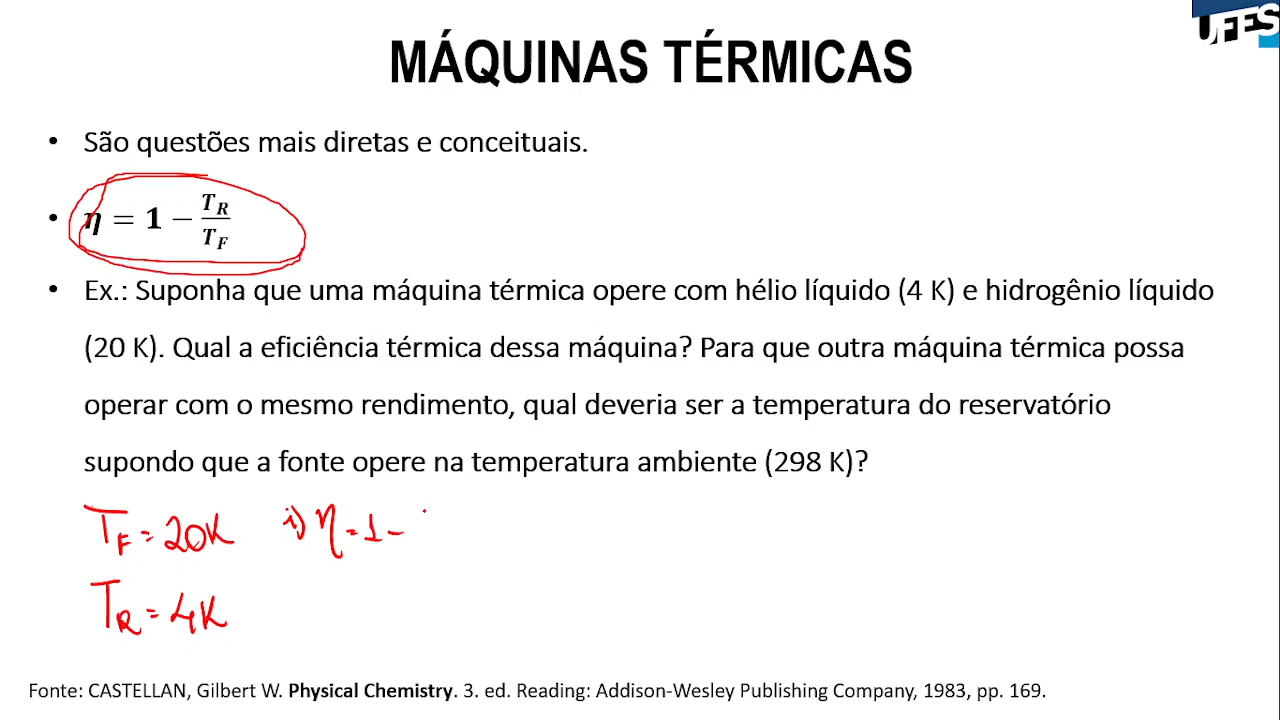 UFES
MÁQUINAS TÉRMICAS
• São questões mais diretas e conceituais.
• η = 1 − T_R/T_F
• Ex.: Suponha que uma máquina térmica opere com hélio líquido (4 K) e hidrogênio líquido
(20 K). Qual a eficiência térmica dessa máquina? Para que outra máquina térmica possa
operar com o mesmo rendimento, qual deveria ser a temperatura do reservatório
supondo que a fonte opere na temperatura ambiente (298 K)?
T_F = 20K i) η = 1 −
T_R = 4K
Fonte: CASTELLAN, Gilbert W. Physical Chemistry. 3. ed. Reading: Addison-Wesley Publishing Company, 1983, pp. 169.